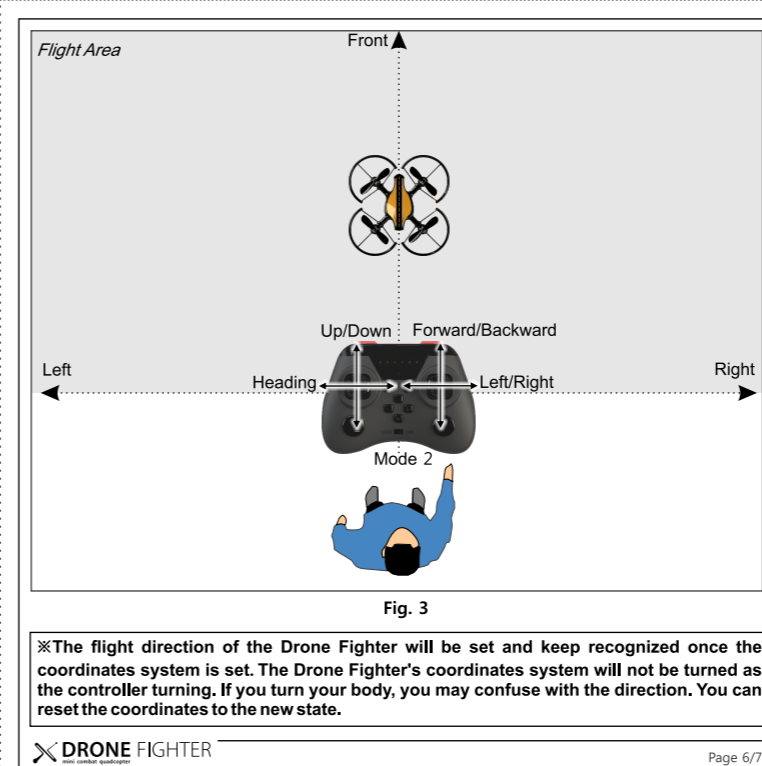 Flight Area
Front
Up/Down Forward/Backward
Left
Right
Heading
Left/Right
Mode 2
Fig. 3
※The flight direction of the Drone Fighter will be set and keep recognized once the
coordinates system is set. The Drone Fighter's coordinates system will not be turned as
the controller turning. If you turn your body, you may confuse with the direction. You can
reset the coordinates to the new state.
DRONE FIGHTER
mini combat quadcopter
Page 6/7